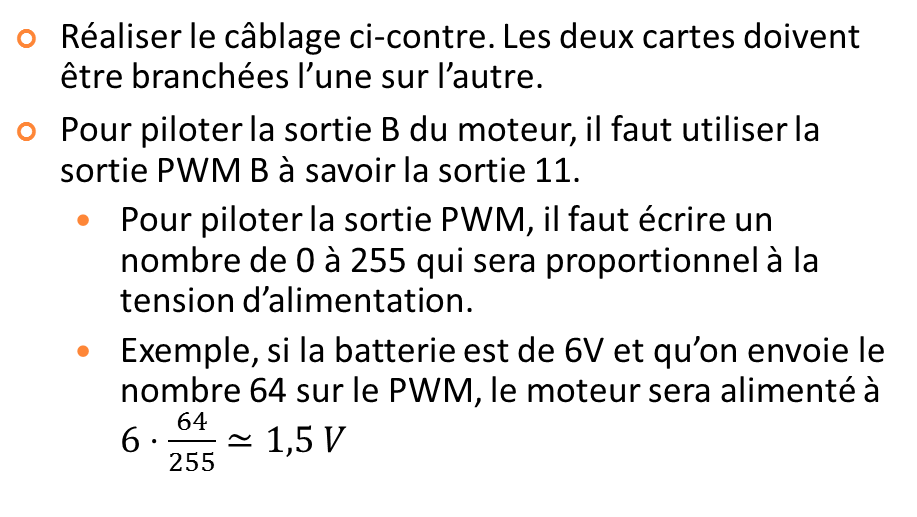 Réaliser le câblage ci-contre. Les deux cartes doivent
être branchées l’une sur l’autre.
Pour piloter la sortie B du moteur, il faut utiliser la
sortie PWM B à savoir la sortie 11.
Pour piloter la sortie PWM, il faut écrire un
nombre de 0 à 255 qui sera proportionnel à la
tension d’alimentation.
Exemple, si la batterie est de 6V et qu’on envoie le
nombre 64 sur le PWM, le moteur sera alimenté à
6 · 64/255 ≃ 1,5 V